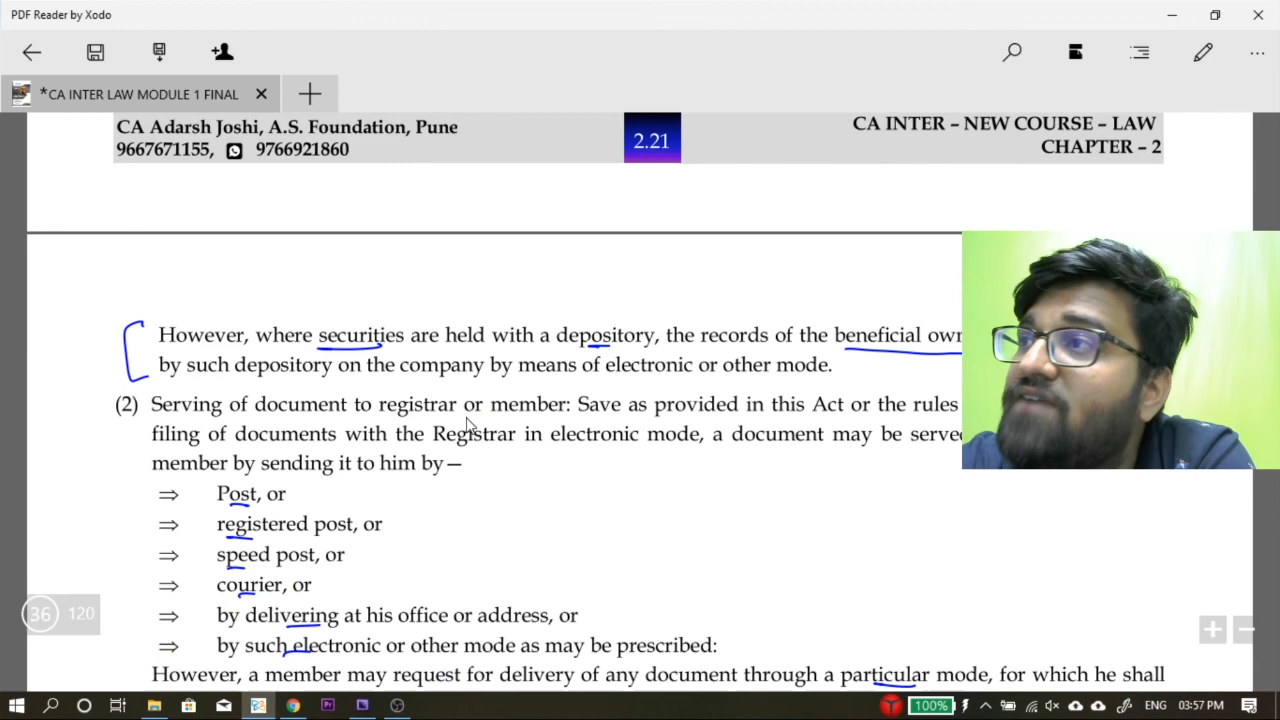 PDF Reader by Xodo
*CA INTER LAW MODULE 1 FINAL
CA Adarsh Joshi, A.S. Foundation, Pune
9667671155, 9766921860
2.21
CA INTER – NEW COURSE – LAW
CHAPTER – 2
However, where securities are held with a depository, the records of the beneficial own
by such depository on the company by means of electronic or other mode.
(2) Serving of document to registrar or member: Save as provided in this Act or the rules
filing of documents with the Registrar in electronic mode, a document may be serve
member by sending it to him by—
⇒ Post, or
⇒ registered post, or
⇒ speed post, or
⇒ courier, or
⇒ by delivering at his office or address, or
⇒ by such electronic or other mode as may be prescribed:
However, a member may request for delivery of any document through a particular mode, for which he shall
36 120
100%
ENG
03:57 PM